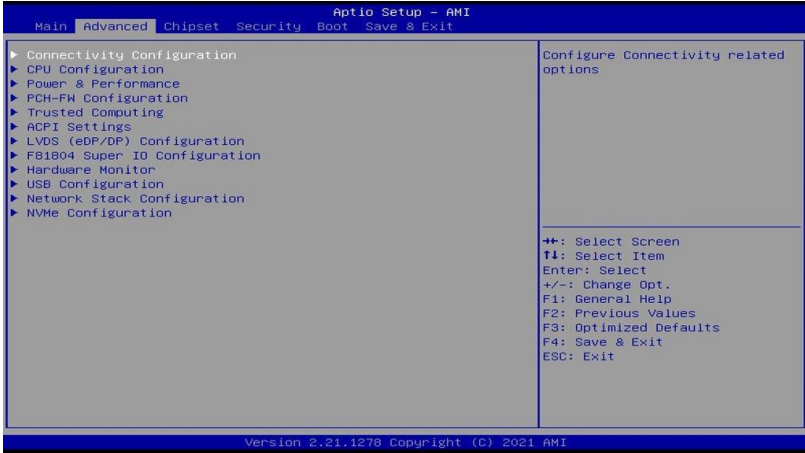 Aptio Setup – AMI
Main Advanced Chipset Security Boot Save & Exit
▶ Connectivity Configuration
▶ CPU Configuration
▶ Power & Performance
▶ PCH-FW Configuration
▶ Trusted Computing
▶ ACPI Settings
▶ LVDS (eDP/DP) Configuration
▶ F81804 Super IO Configuration
▶ Hardware Monitor
▶ USB Configuration
▶ Network Stack Configuration
▶ NVMe Configuration
Configure Connectivity related
options
→←: Select Screen
↑↓: Select Item
Enter: Select
+/-: Change Opt.
F1: General Help
F2: Previous Values
F3: Optimized Defaults
F4: Save & Exit
ESC: Exit
Version 2.21.1278 Copyright (C) 2021 AMI